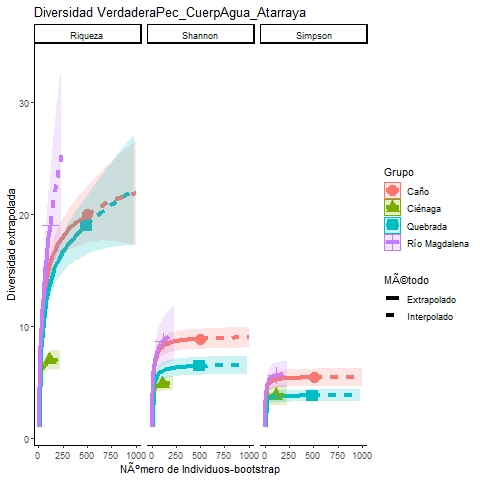 Diversidad VerdaderaPec_CuerpAgua_Atarraya
Riqueza
Shannon
Simpson
Diversidad extrapolada
30
20
10
0
0 250 500 750 1000
0 250 500 750 1000
0 250 500 750 1000
NÃºmero de Individuos-bootstrap
Grupo
Caño
Ciénaga
Quebrada
Río Magdalena
MÃ©todo
Extrapolado
Interpolado